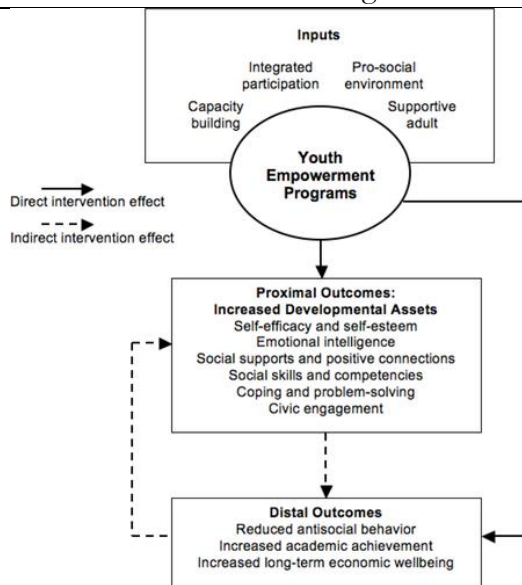 Inputs
Integrated
participation
Pro-social
environment
Capacity
building
Supportive
adult
Youth
Empowerment
Programs
Direct intervention effect
Indirect intervention effect
Proximal Outcomes:
Increased Developmental Assets
Self-efficacy and self-esteem
Emotional intelligence
Social supports and positive connections
Social skills and competencies
Coping and problem-solving
Civic engagement
Distal Outcomes
Reduced antisocial behavior
Increased academic achievement
Increased long-term economic wellbeing